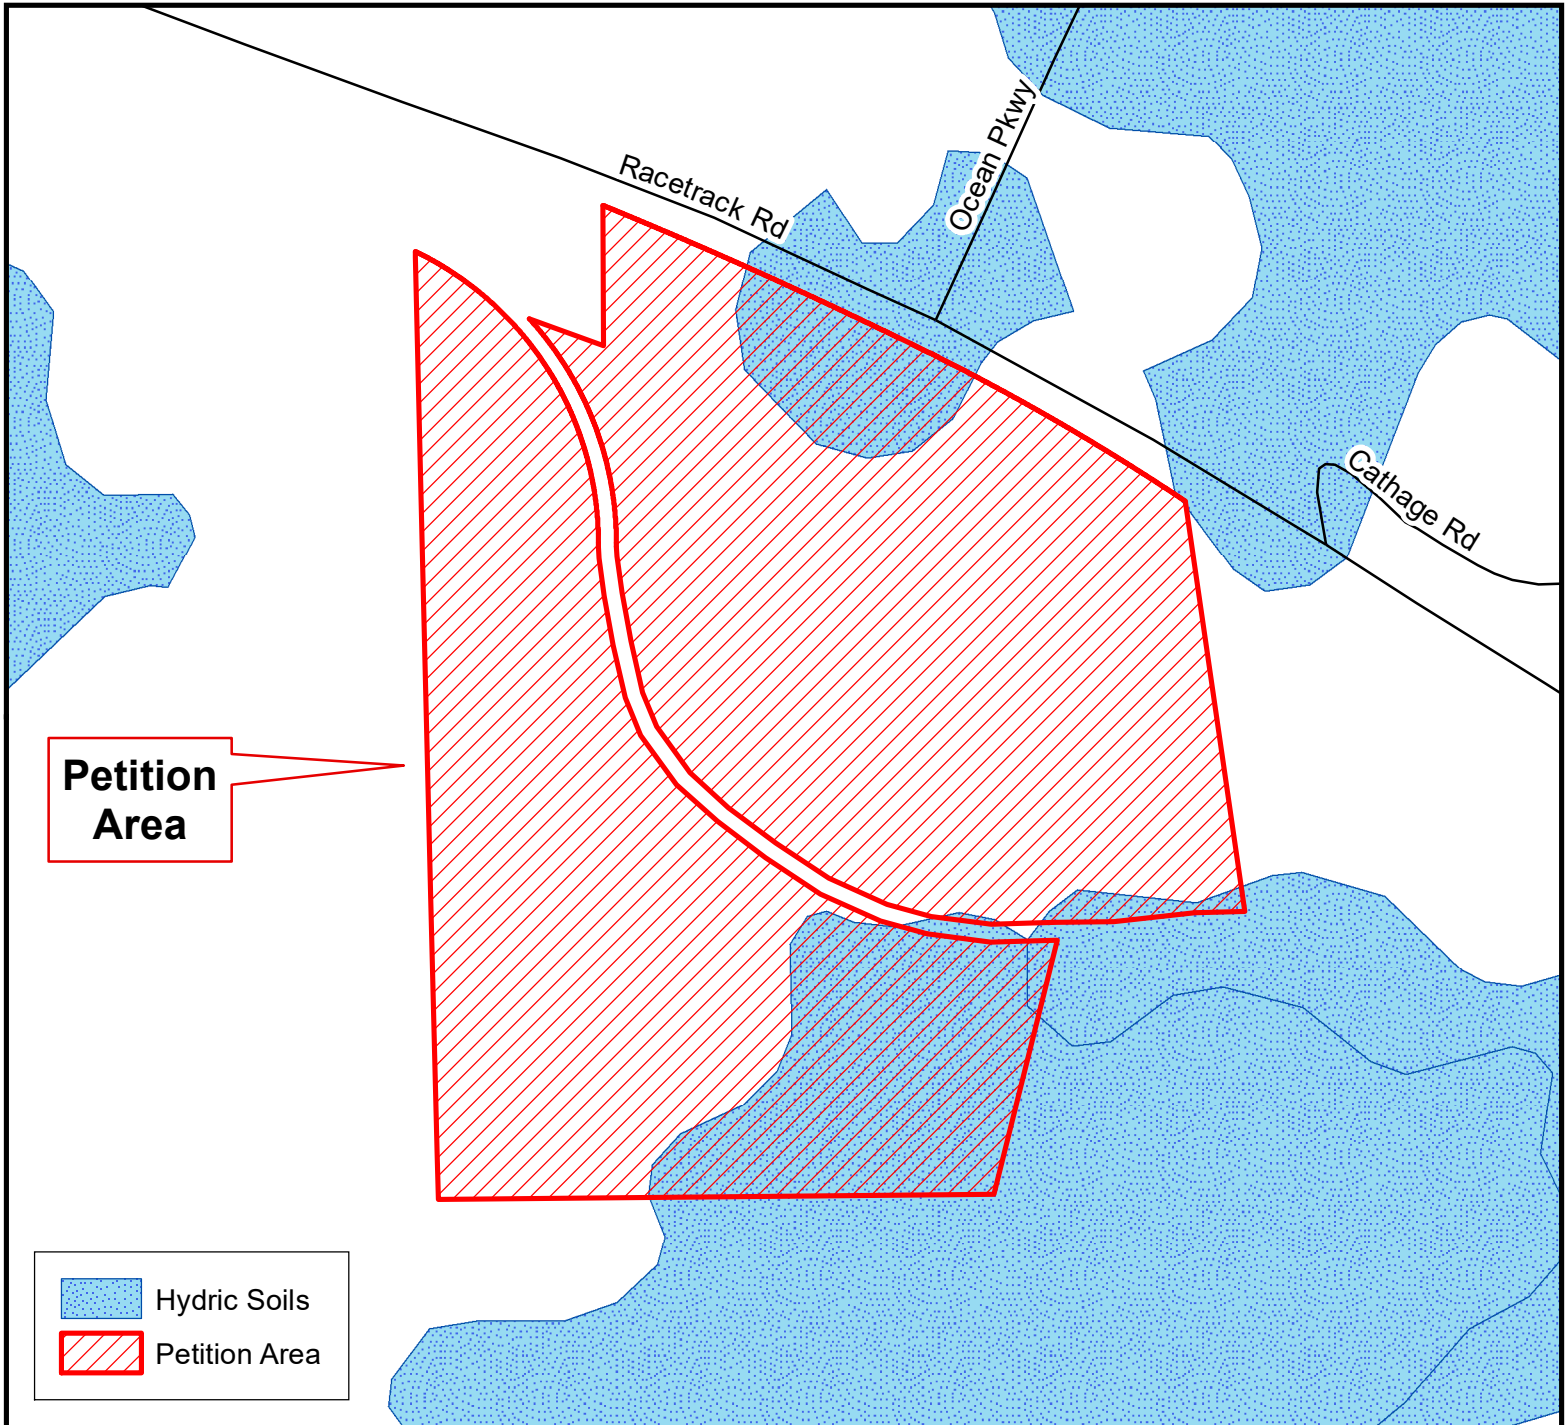 Ocean Pkwy
Racetrack Rd
Cathage Rd
Petition
Area
Hydric Soils
Petition Area